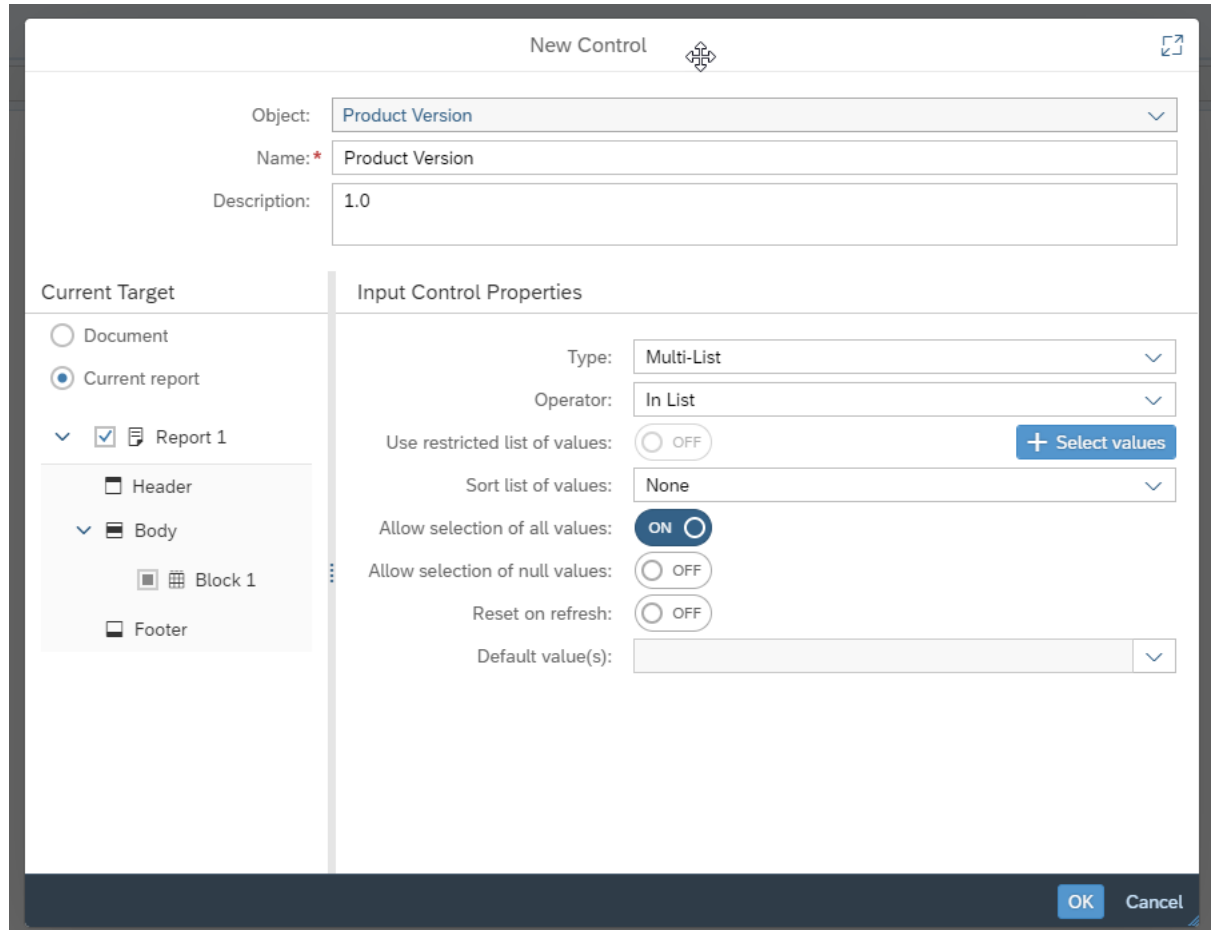 New Control
Object: Product Version
Name:* Product Version
Description: 1.0
Current Target
Document
Current report
Report 1
Header
Body
Block 1
Footer
Input Control Properties
Type: Multi-List
Operator: In List
Use restricted list of values: OFF + Select values
Sort list of values: None
Allow selection of all values: ON
Allow selection of null values: OFF
Reset on refresh: OFF
Default value(s):
OK Cancel